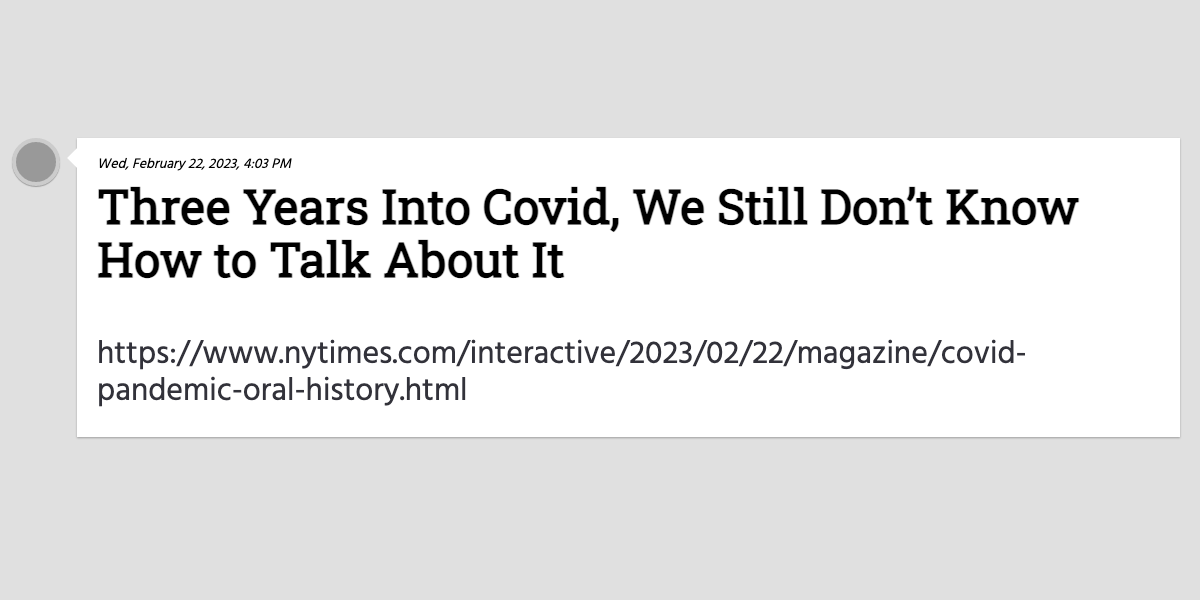 Wed, February 22, 2023, 4:03 PM
Three Years Into Covid, We Still Don’t Know
How to Talk About It
https://www.nytimes.com/interactive/2023/02/22/magazine/covid-
pandemic-oral-history.html